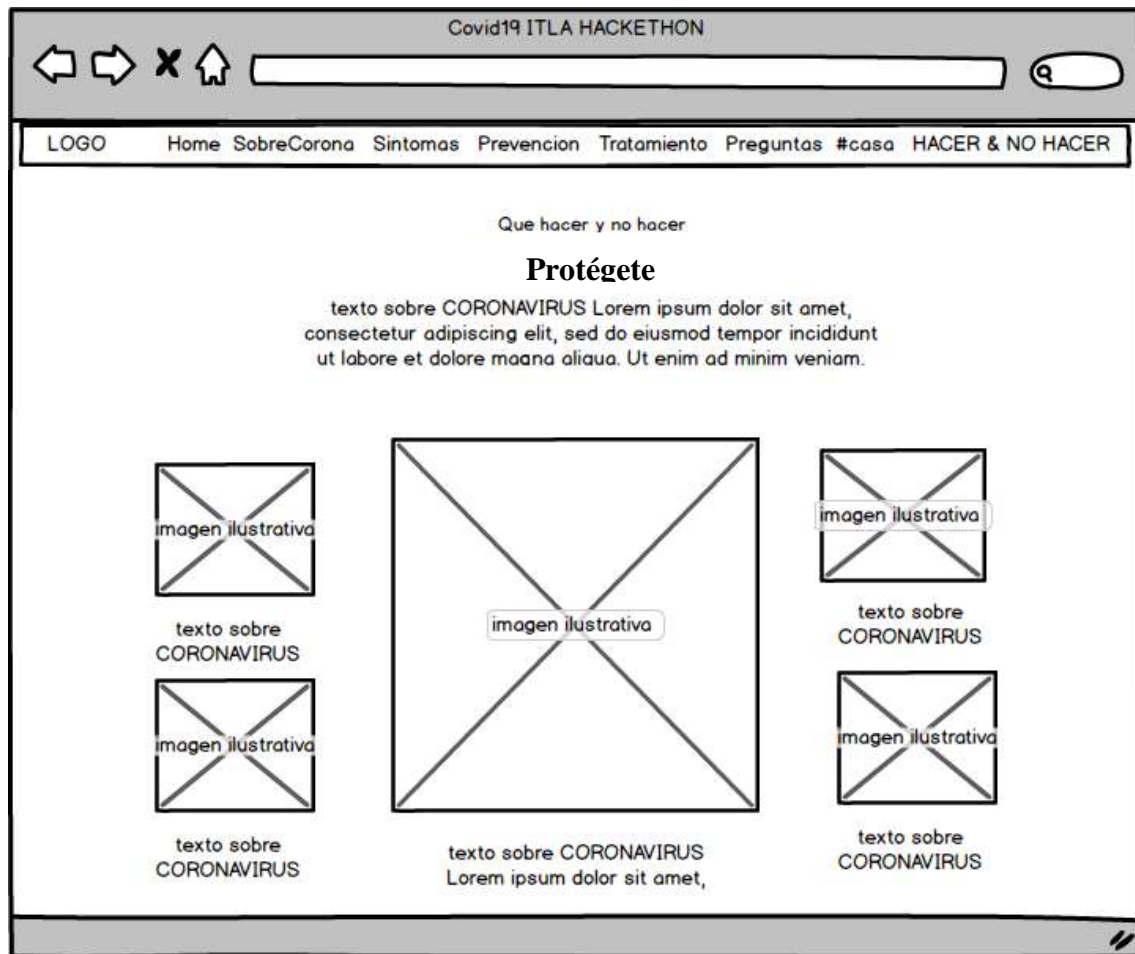 Covid19 ITLA HACKETHON
LOGO Home SobreCorona Sintomas Prevencion Tratamiento Preguntas #casa HACER & NO HACER
Que hacer y no hacer
Protégete
texto sobre CORONAVIRUS Lorem ipsum dolor sit amet,
consectetur adipiscing elit, sed do eiusmod tempor incididunt
ut labore et dolore magna aliqua. Ut enim ad minim veniam.
imagen ilustrativa
texto sobre
CORONAVIRUS
imagen ilustrativa
texto sobre
CORONAVIRUS
imagen ilustrativa
texto sobre CORONAVIRUS
Lorem ipsum dolor sit amet,
imagen ilustrativa
texto sobre
CORONAVIRUS
imagen ilustrativa
texto sobre
CORONAVIRUS